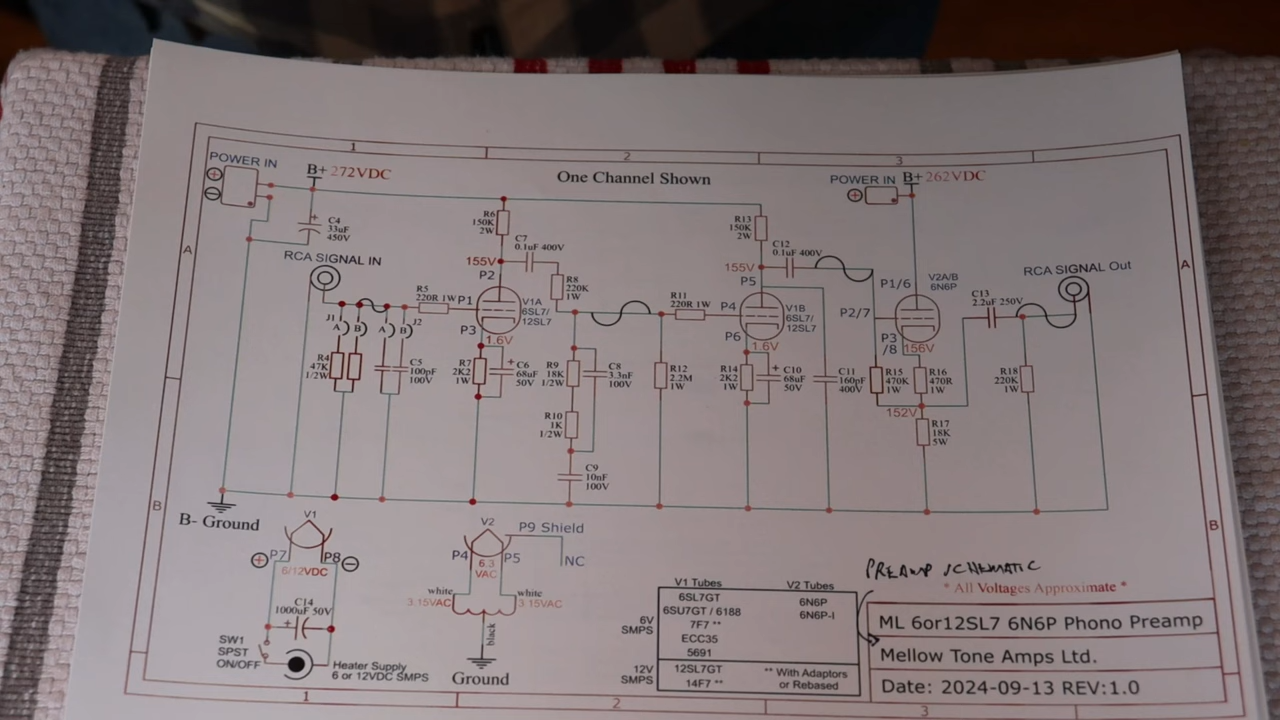 1
2
3
POWER IN
B+ 272VDC
One Channel Shown
POWER IN
B+ 262VDC
C4
33uF
450V
R6
150K
2W
C7
0.1uF 400V
R13
150K
2W
C12
0.1uF 400V
A
A
RCA SIGNAL IN
155V
P2
R8
220K
1W
155V
P5
P1/6
V2A/B
6N6P
RCA SIGNAL Out
R5
220R 1W
P1
V1A
6SL7/
12SL7
R11
220R 1W
P4
V1B
6SL7/
12SL7
P2/7
C13
2.2uF 250V
J1
A
B
A
B
J2
P3
1.6V
P6
1.6V
P3
/8
156V
R4
47K
1/2W
C5
100pF
100V
R7
2K2
1W
C6
68uF
50V
R9
18K
1/2W
C8
3.3nF
100V
R12
2.2M
1W
R14
2K2
1W
C10
68uF
50V
C11
160pF
400V
R15
470K
1W
R16
470R
1W
R18
220K
1W
R10
1K
1/2W
152V
R17
18K
5W
C9
10nF
100V
B
B
B- Ground
V1
P7
P8
6/12VDC
C14
1000uF 50V
SW1
SPST
ON/OFF
Heater Supply
6 or 12VDC SMPS
V2
P9 Shield
NC
P4
P5
6.3
VAC
white
3.15VAC
white
3.15VAC
black
Ground
V1 Tubes
V2 Tubes
6V
SMPS
6SL7GT
6SU7GT / 6188
7F7 **
ECC35
5691
6N6P
6N6P-I
12V
SMPS
12SL7GT
14F7 **
** With Adaptors
or Rebased
PREAMP SCHEMATIC
* All Voltages Approximate *
ML 6or12SL7 6N6P Phono Preamp
Mellow Tone Amps Ltd.
Date: 2024-09-13 REV:1.0
1
2
3